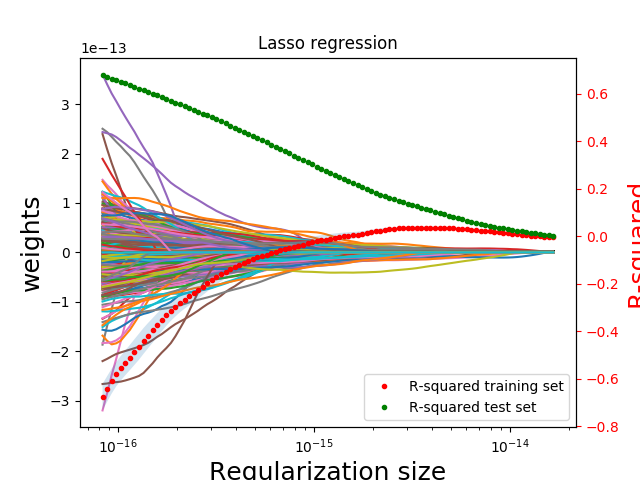 Lasso regression
1e−13
3
2
1
0
−1
−2
−3
weights
0.6
0.4
0.2
0.0
−0.2
−0.4
−0.6
−0.8
R-squared
R-squared training set
R-squared test set
10−16
10−15
10−14
Regularization size